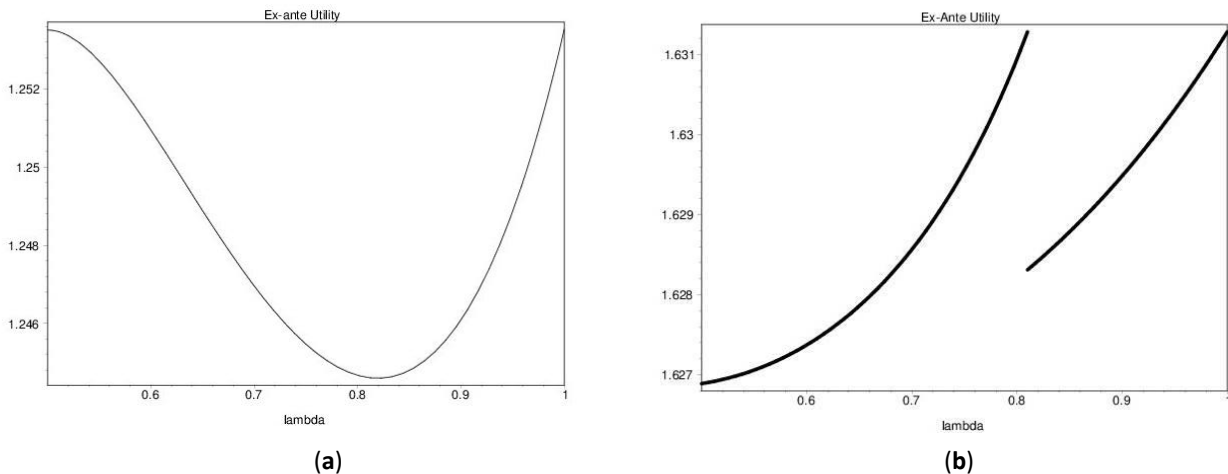 Ex-ante Utility
1.252
1.25
1.248
1.246
0.6 0.7 0.8 0.9 1
lambda
(a)
Ex-Ante Utility
1.631
1.63
1.629
1.628
1.627
0.6 0.7 0.8 0.9 1
lambda
(b)